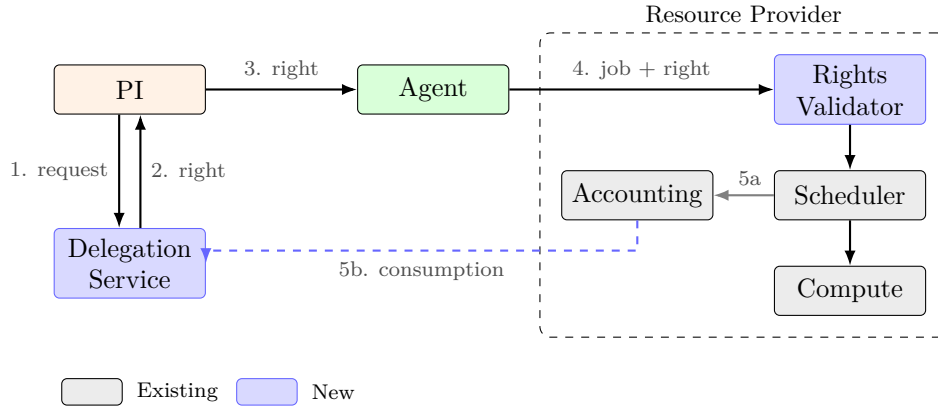 Resource Provider
3. right
4. job + right
PI
Agent
Rights
Validator
1. request
2. right
5a
Accounting
Scheduler
Delegation
Service
5b. consumption
Compute
Existing
New